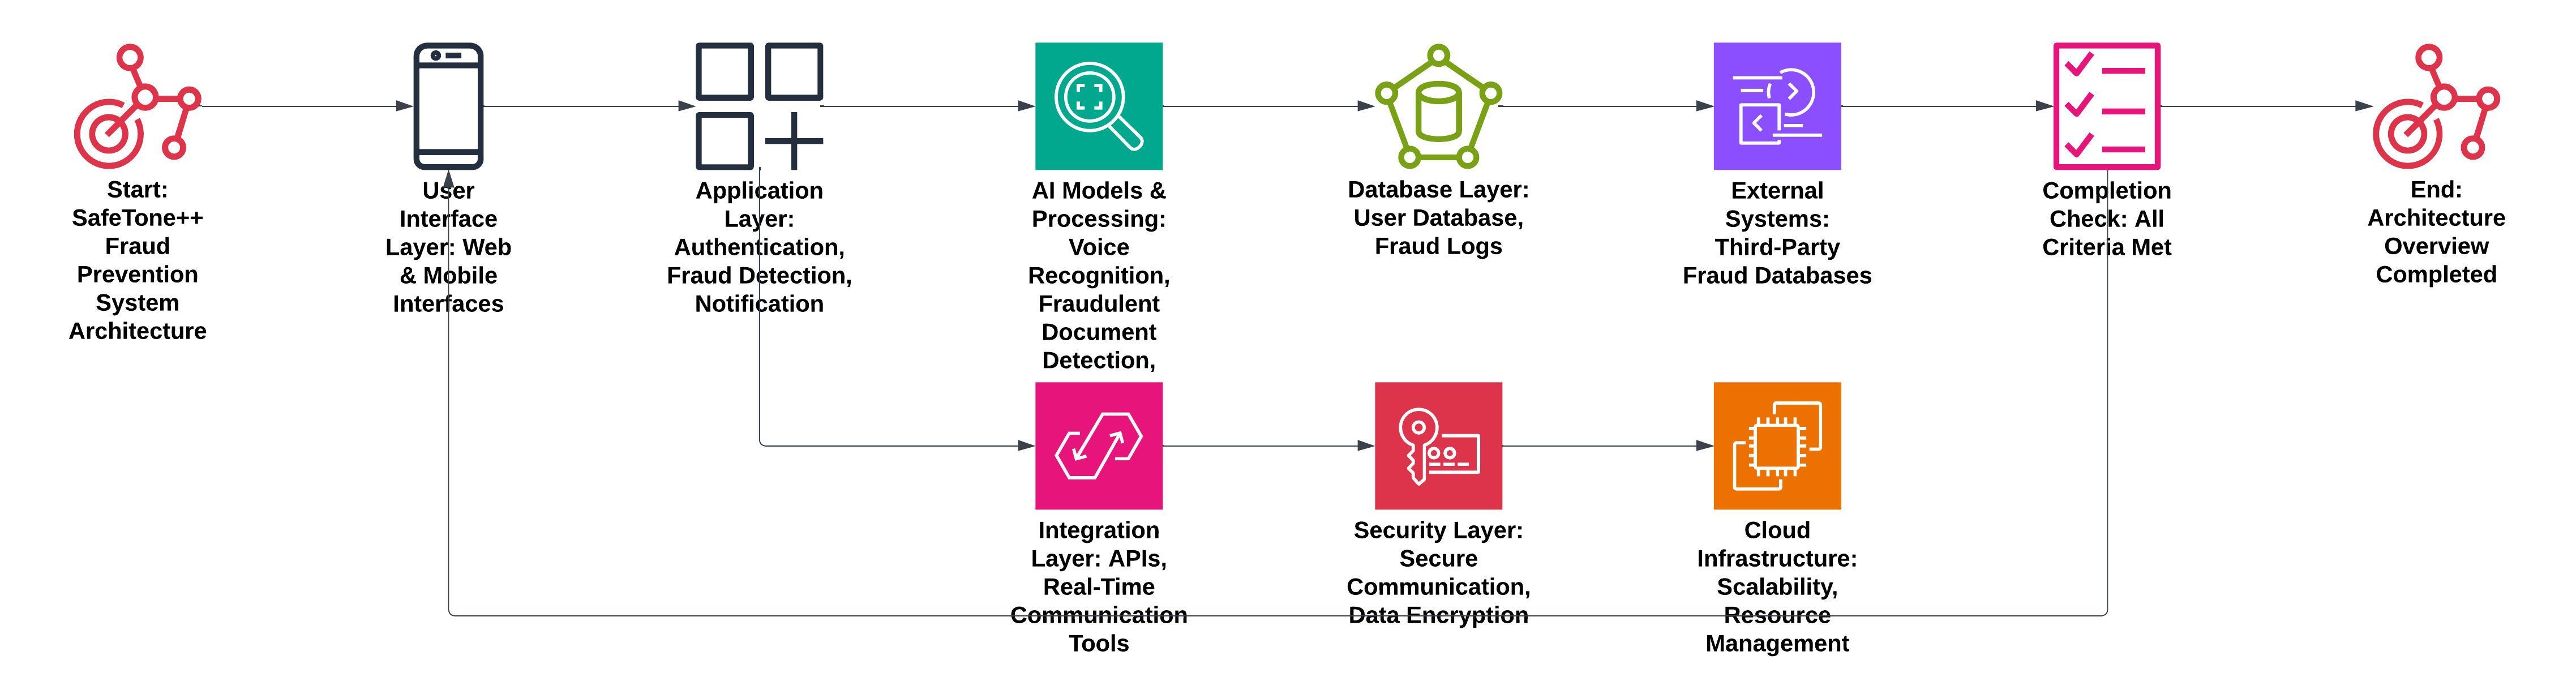 Start:
SafeTone++
Fraud
Prevention
System
Architecture
User
Interface
Layer: Web
& Mobile
Interfaces
Application
Layer:
Authentication,
Fraud Detection,
Notification
AI Models &
Processing:
Voice
Recognition,
Fraudulent
Document
Detection,
Database Layer:
User Database,
Fraud Logs
External
Systems:
Third-Party
Fraud Databases
Completion
Check: All
Criteria Met
End:
Architecture
Overview
Completed
Integration
Layer: APIs,
Real-Time
Communication
Tools
Security Layer:
Secure
Communication,
Data Encryption
Cloud
Infrastructure:
Scalability,
Resource
Management